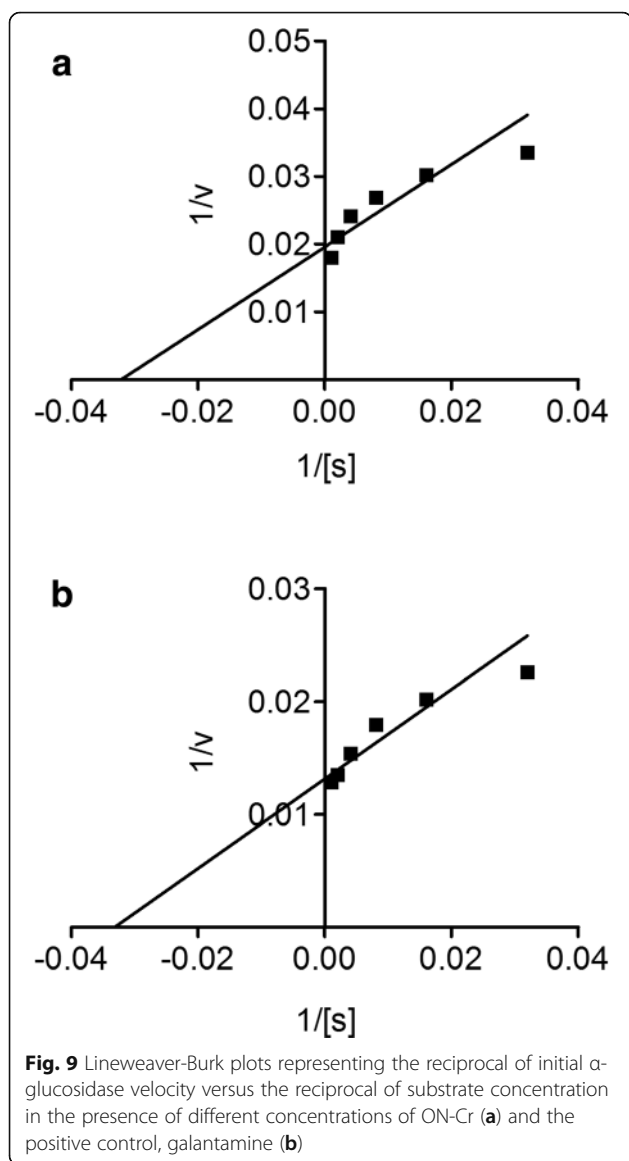 a
0.05
0.04
0.03
0.02
0.01
1/v
-0.04 -0.02 0.00 0.02 0.04
1/[s]
b
0.03
0.02
0.01
1/v
-0.04 -0.02 0.00 0.02 0.04
1/[s]
Fig. 9 Lineweaver-Burk plots representing the reciprocal of initial α-
glucosidase velocity versus the reciprocal of substrate concentration
in the presence of different concentrations of ON-Cr (a) and the
positive control, galantamine (b)